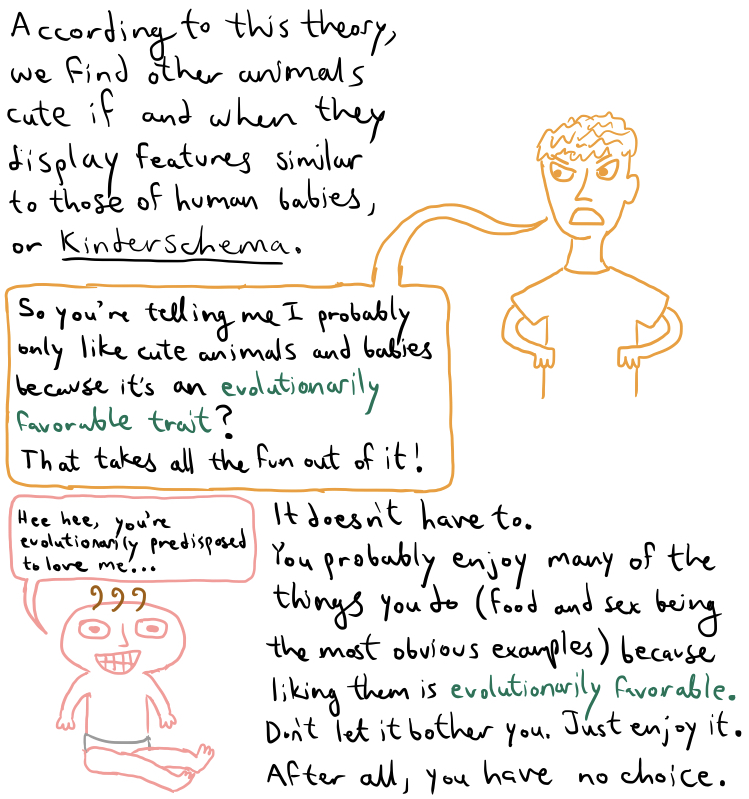 According to this theory,
we find other animals
cute if and when they
display features similar
to those of human babies,
or Kinderschema.
So you're telling me I probably
only like cute animals and babies
because it's an evolutionarily
favorable trait?
That takes all the fun out of it!
Hee hee, you're
evolutionarily predisposed
to love me...
It doesn't have to.
You probably enjoy many of the
things you do (food and sex being
the most obvious examples) because
liking them is evolutionarily favorable.
Don't let it bother you. Just enjoy it.
After all, you have no choice.